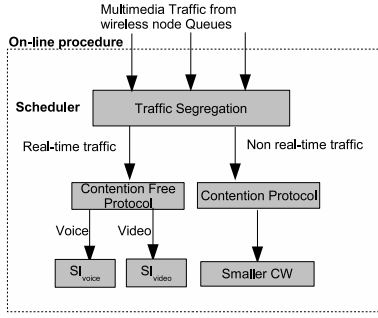 Multimedia Traffic from
wireless node Queues
On-line procedure
Scheduler
Traffic Segregation
Real-time traffic
Non real-time traffic
Contention Free
Protocol
Contention Protocol
Voice
Video
SIvoice
SIvideo
Smaller CW